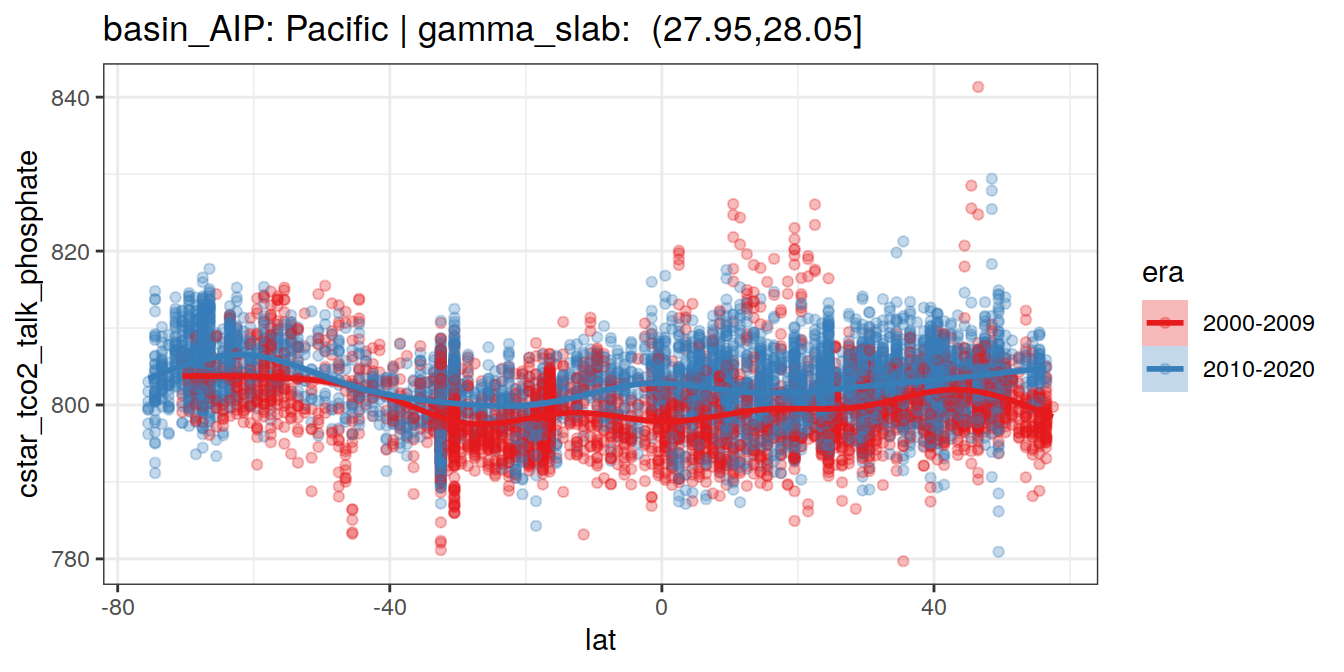 basin_AIP: Pacific | gamma_slab:  (27.95,28.05]
cstar_tco2_talk_phosphate
840
820
800
780
-80
-40
0
40
lat
era
2000-2009
2010-2020